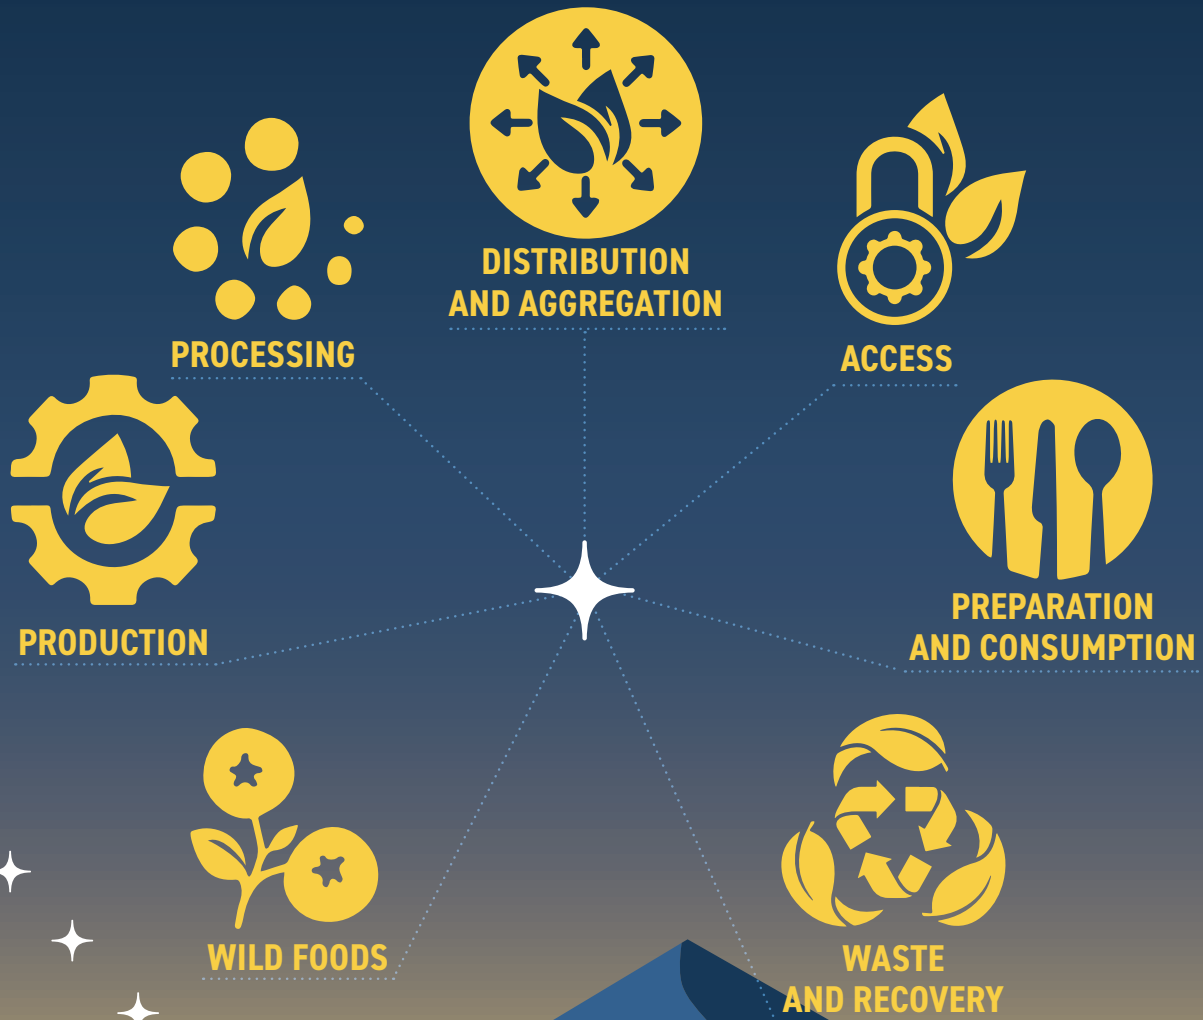 DISTRIBUTION
AND AGGREGATION
PROCESSING
ACCESS
PREPARATION
AND CONSUMPTION
PRODUCTION
WILD FOODS
WASTE
AND RECOVERY